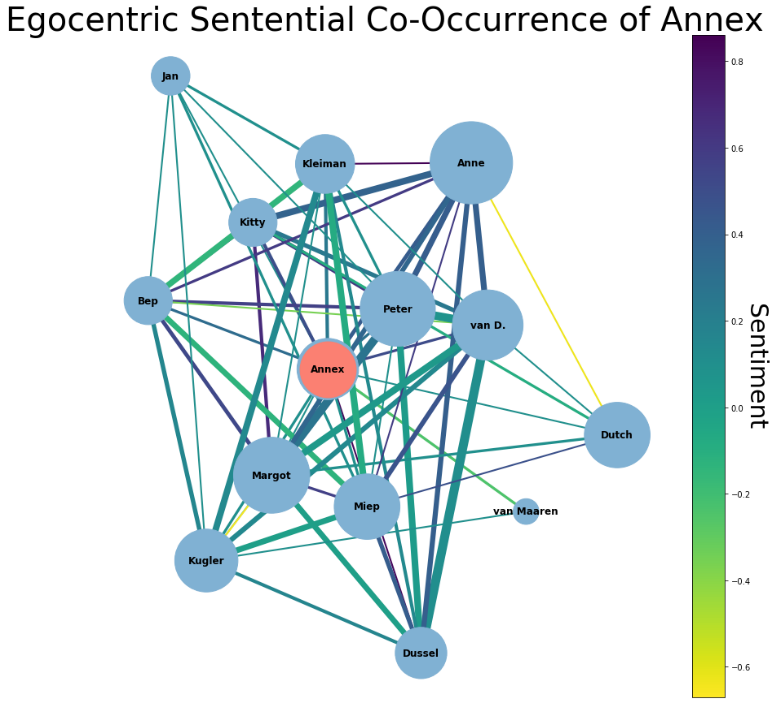 Egocentric Sentential Co-Occurrence of Annex
Jan
Kleiman
Anne
Kitty
Bep
Peter
van D.
Annex
Dutch
Margot
Miep
van Maaren
Kugler
Dussel
0.8
0.6
0.4
0.2
0.0
−0.2
−0.4
−0.6
Sentiment